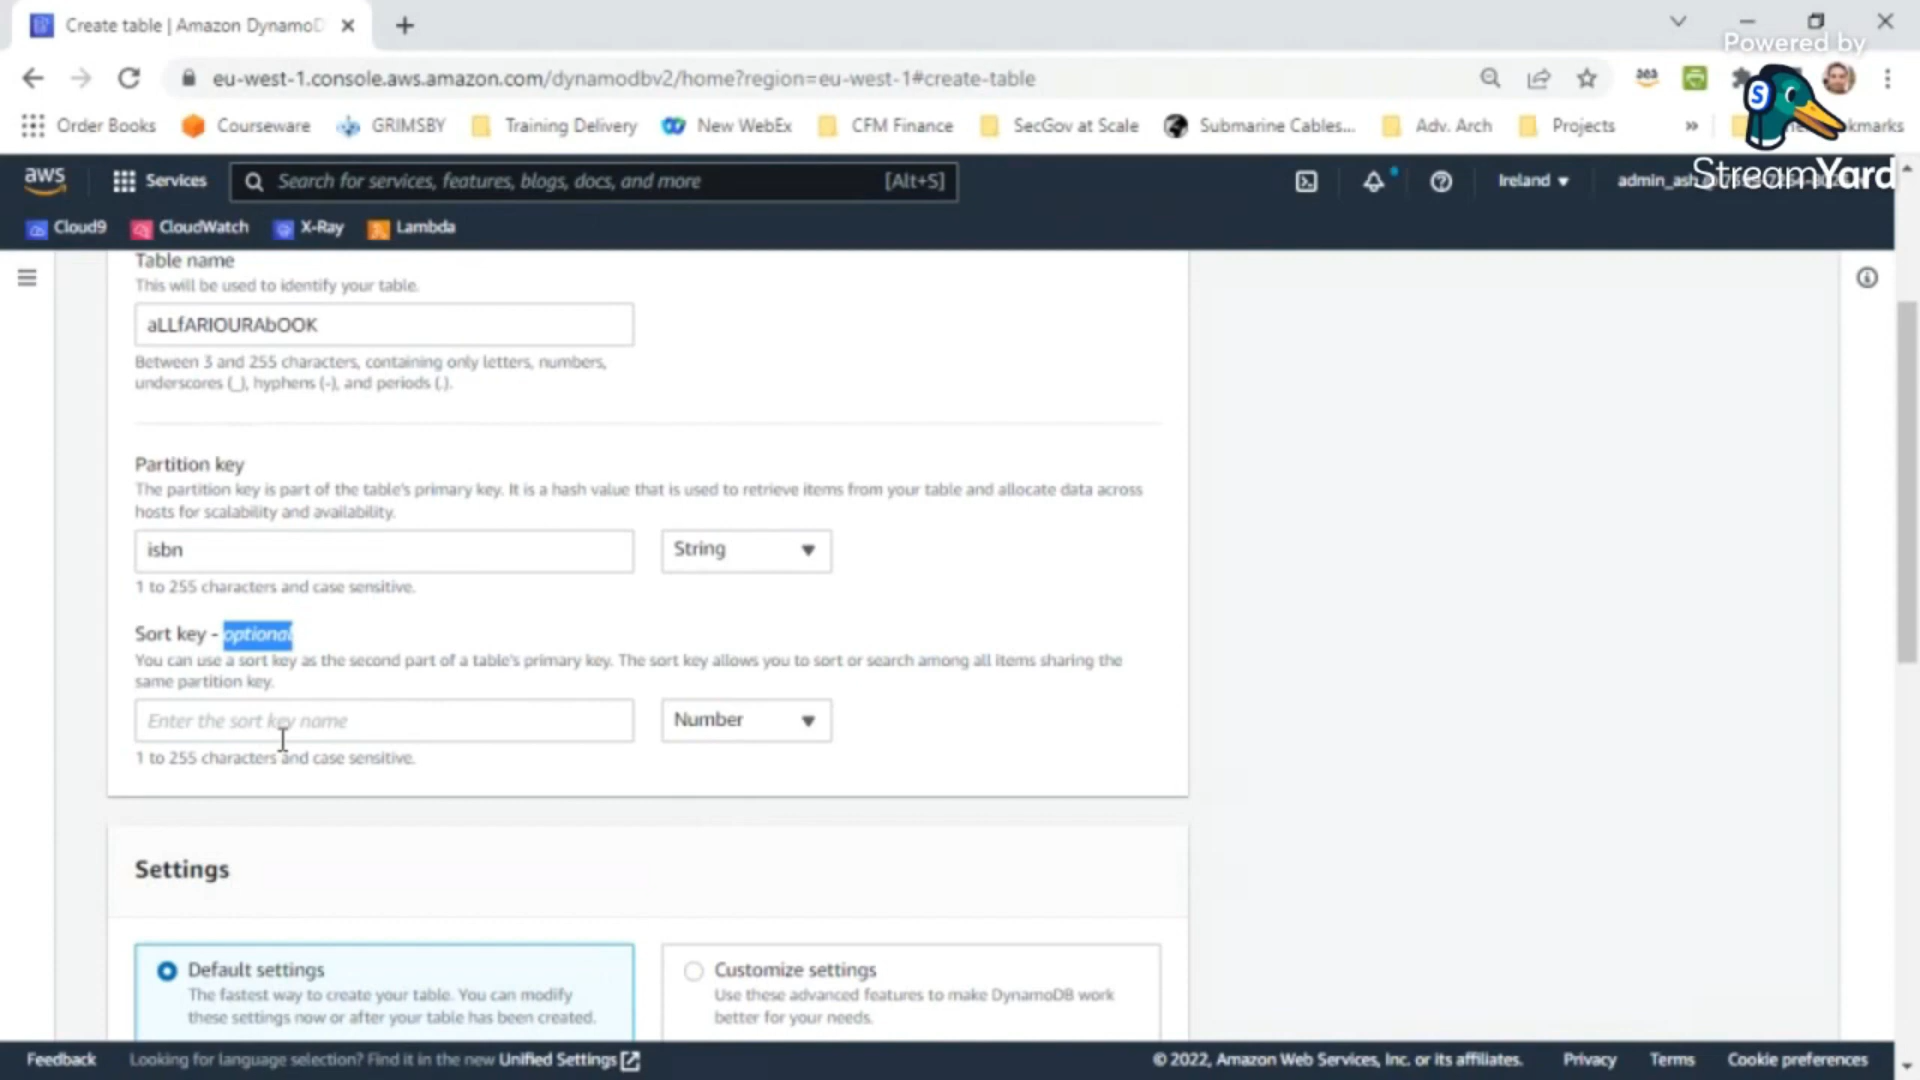 Create table | Amazon DynamoD
Powered by
eu-west-1.console.aws.amazon.com/dynamodbv2/home?region=eu-west-1#create-table
Order Books
Courseware
GRIMSBY
Training Delivery
New WebEx
CFM Finance
SecGov at Scale
Submarine Cables...
Adv. Arch
Projects
»
kmarks
StreamYard
aws
Services
Search for services, features, blogs, docs, and more
[Alt+S]
Ireland
admin_ash
Cloud9
CloudWatch
X-Ray
Lambda
Table name
This will be used to identify your table.
aLLfARIOURAbOOK
Between 3 and 255 characters, containing only letters, numbers,
underscores (_), hyphens (-), and periods (.).
Partition key
The partition key is part of the table's primary key. It is a hash value that is used to retrieve items from your table and allocate data across
hosts for scalability and availability.
isbn
String
1 to 255 characters and case sensitive.
Sort key - optional
You can use a sort key as the second part of a table's primary key. The sort key allows you to sort or search among all items sharing the
same partition key.
Enter the sort key name
Number
1 to 255 characters and case sensitive.
Settings
Default settings
The fastest way to create your table. You can modify
these settings now or after your table has been created.
Customize settings
Use these advanced features to make DynamoDB work
better for your needs.
Feedback
Looking for language selection? Find it in the new Unified Settings
© 2022, Amazon Web Services, Inc. or its affiliates.
Privacy
Terms
Cookie preferences